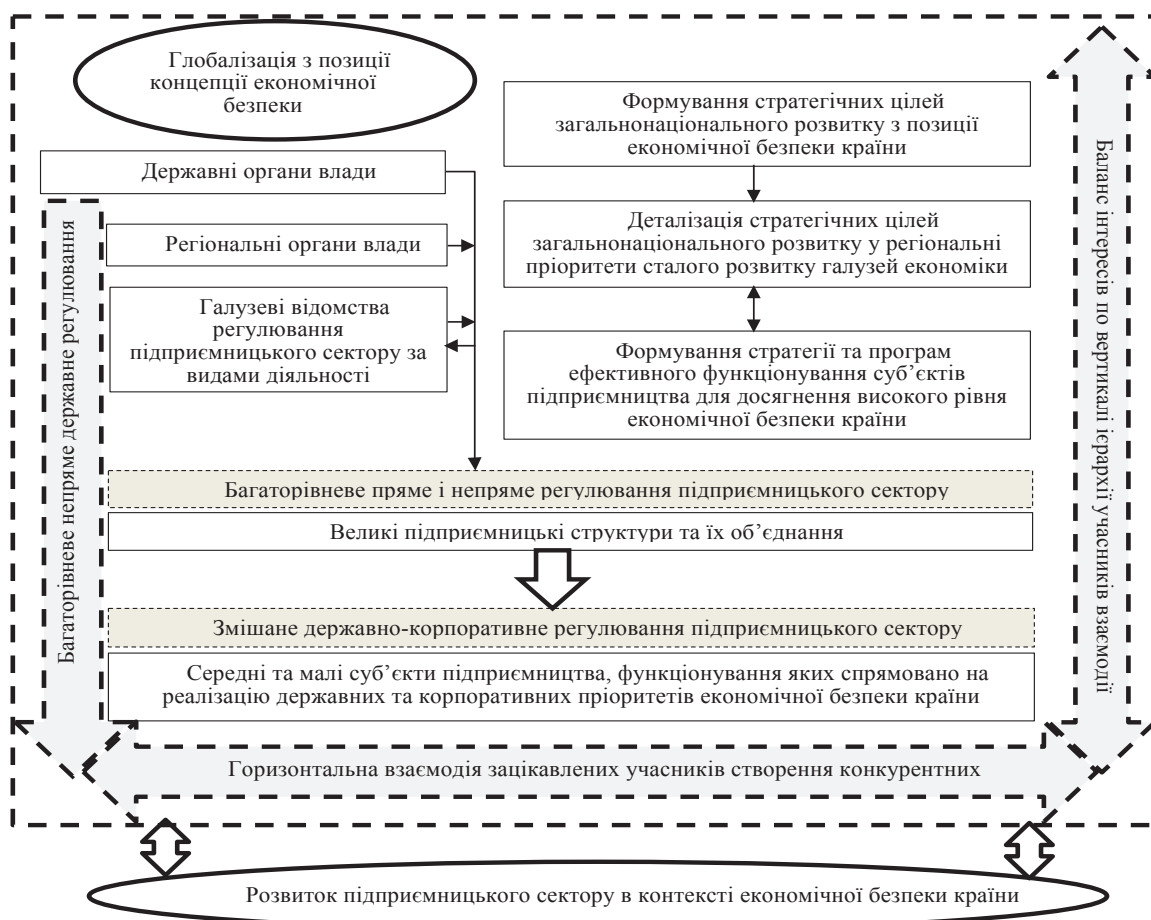 Глобалізація з позиції
концепції економічної
безпеки
Формування стратегічних цілей
загальнонаціонального розвитку з позиції
економічної безпеки країни
Державні органи влади
Деталізація стратегічних цілей
загальнонаціонального розвитку у регіональні
пріоритети сталого розвитку галузей економіки
Регіональні органи влади
Галузеві відомства
регулювання
підприємницького сектору за
видами діяльності
Формування стратегії та програм
ефективного функціонування суб’єктів
підприємництва для досягнення високого рівня
економічної безпеки країни
Багаторівневе непряме державне регулювання
Баланс інтересів по вертикалі ієрархії учасників взаємодії
Багаторівневе пряме і непряме регулювання підприємницького сектору
Великі підприємницькі структури та їх об’єднання
Змішане державно-корпоративне регулювання підприємницького сектору
Середні та малі суб’єкти підприємництва, функціонування яких спрямовано на
реалізацію державних та корпоративних пріоритетів економічної безпеки країни
Горизонтальна взаємодія зацікавлених учасників створення конкурентних
Розвиток підприємницького сектору в контексті економічної безпеки країни